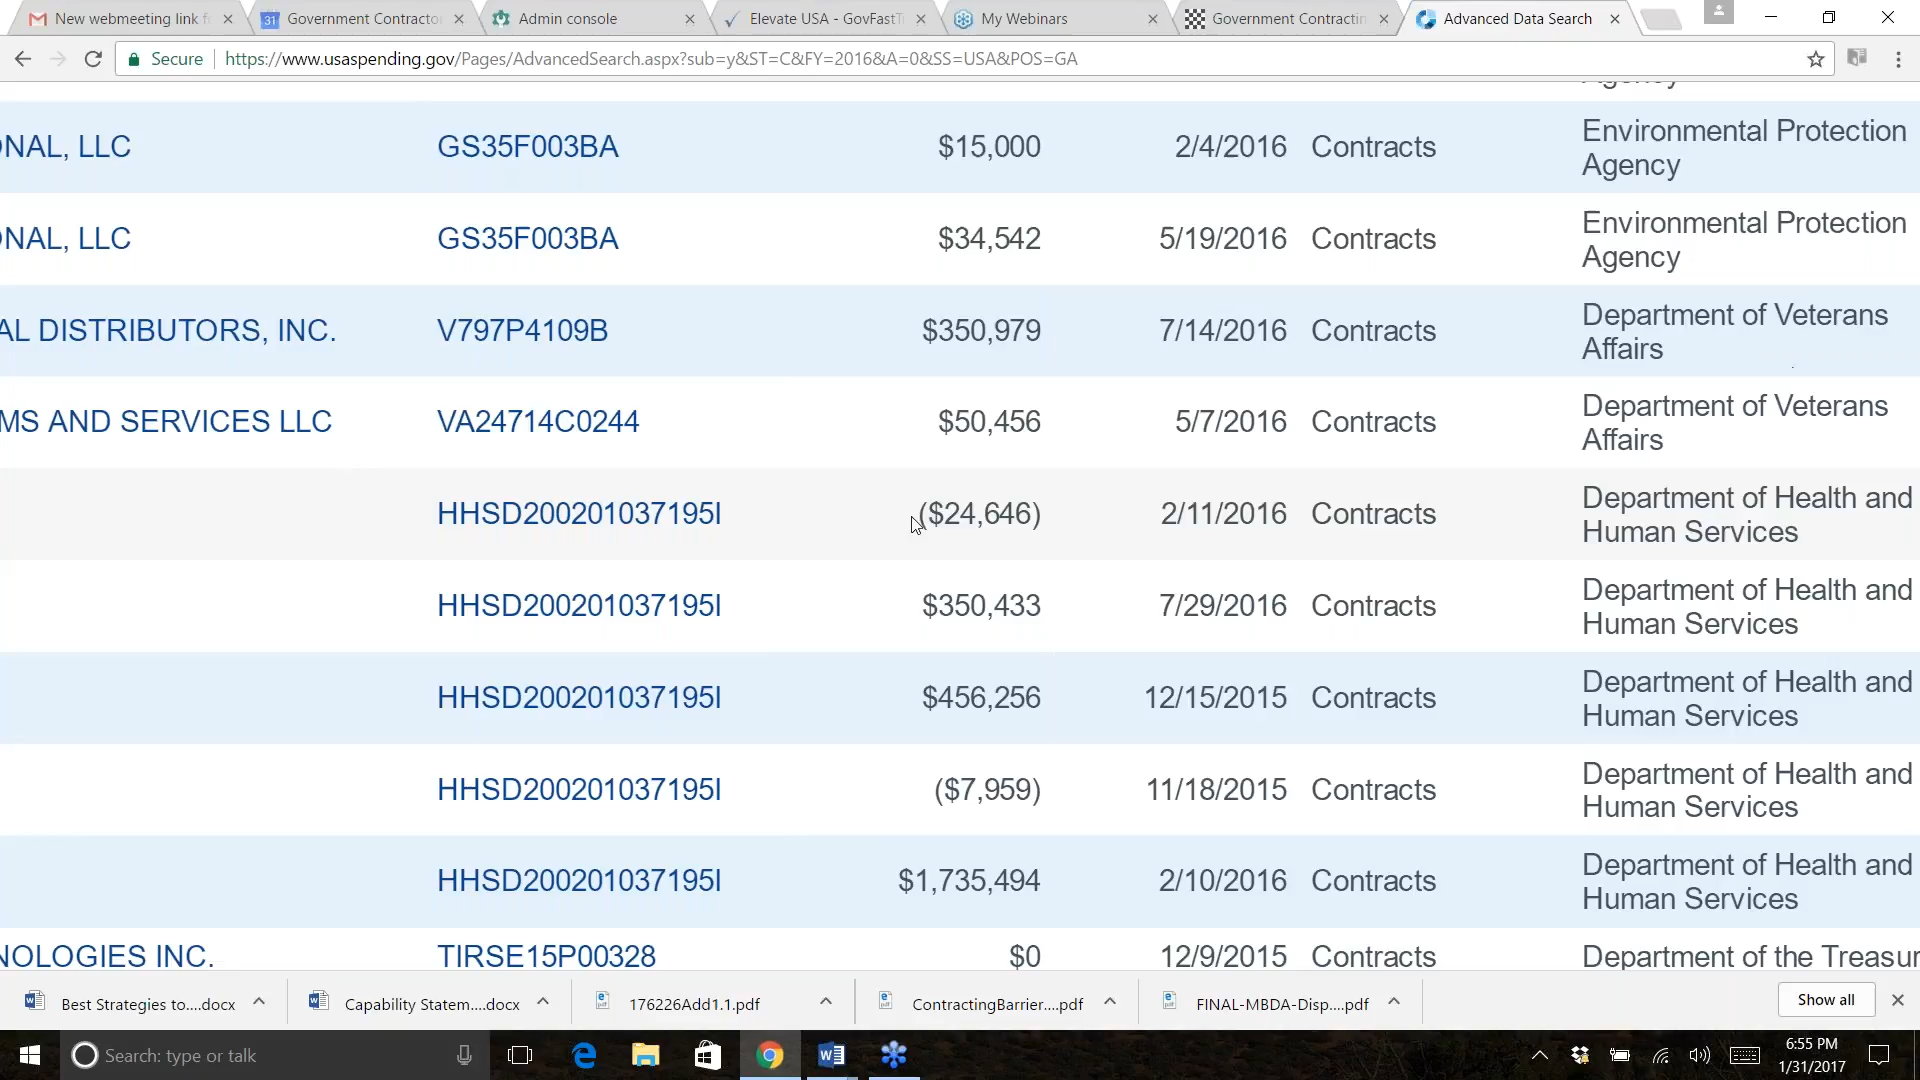 New webmeeting link f
31 Government Contracto
Admin console
Elevate USA - GovFastT
My Webinars
Government Contractin
Advanced Data Search
Secure https://www.usaspending.gov/Pages/AdvancedSearch.aspx?sub=y&ST=C&FY=2016&A=0&SS=USA&POS=GA
Agency
ONAL, LLC GS35F003BA $15,000 2/4/2016 Contracts Environmental Protection
Agency
ONAL, LLC GS35F003BA $34,542 5/19/2016 Contracts Environmental Protection
Agency
AL DISTRIBUTORS, INC. V797P4109B $350,979 7/14/2016 Contracts Department of Veterans
Affairs
MS AND SERVICES LLC VA24714C0244 $50,456 5/7/2016 Contracts Department of Veterans
Affairs
HHSD200201037195I ($24,646) 2/11/2016 Contracts Department of Health and
Human Services
HHSD200201037195I $350,433 7/29/2016 Contracts Department of Health and
Human Services
HHSD200201037195I $456,256 12/15/2015 Contracts Department of Health and
Human Services
HHSD200201037195I ($7,959) 11/18/2015 Contracts Department of Health and
Human Services
HHSD200201037195I $1,735,494 2/10/2016 Contracts Department of Health and
Human Services
NOLOGIES INC. TIRSE15P00328 $0 12/9/2015 Contracts Department of the Treasur
Best Strategies to....docx
Capability Statem....docx
176226Add1.1.pdf
ContractingBarrier....pdf
FINAL-MBDA-Disp....pdf
Show all
Search: type or talk
6:55 PM
1/31/2017